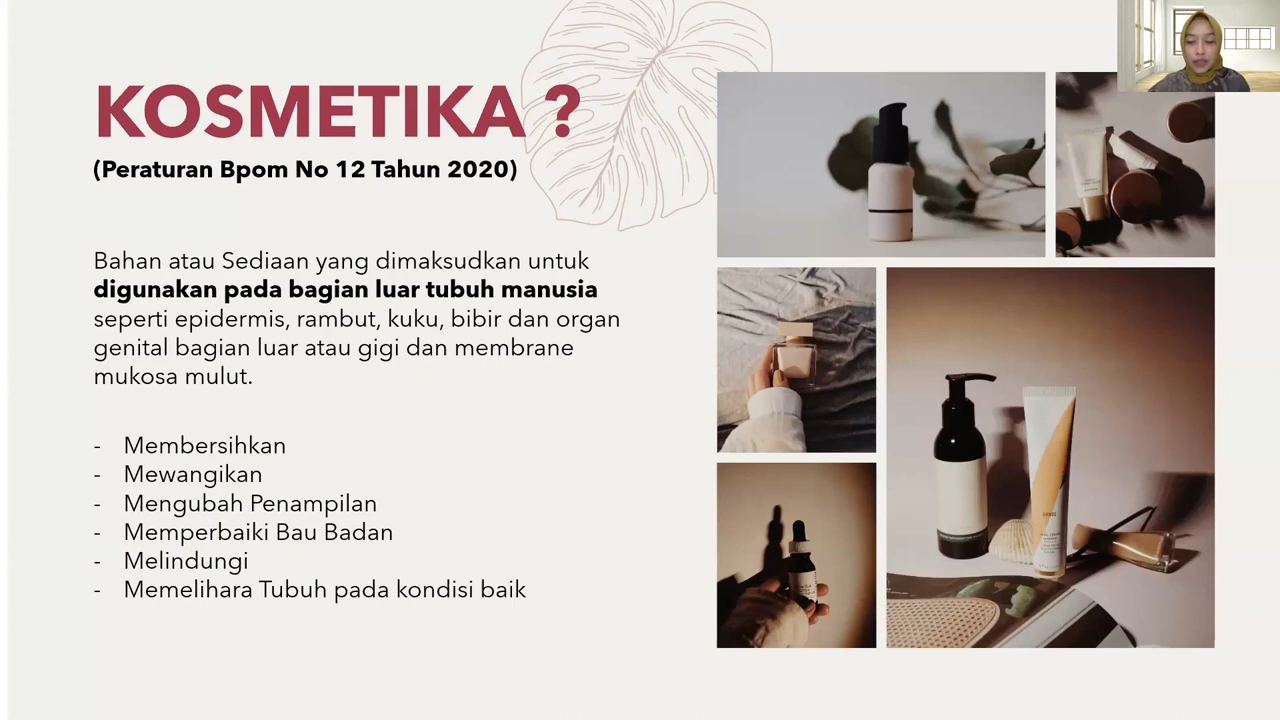 KOSMETIKA ?
(Peraturan Bpom No 12 Tahun 2020)
Bahan atau Sediaan yang dimaksudkan untuk
digunakan pada bagian luar tubuh manusia
seperti epidermis, rambut, kuku, bibir dan organ
genital bagian luar atau gigi dan membrane
mukosa mulut.
- Membersihkan
- Mewangikan
- Mengubah Penampilan
- Memperbaiki Bau Badan
- Melindungi
- Memelihara Tubuh pada kondisi baik